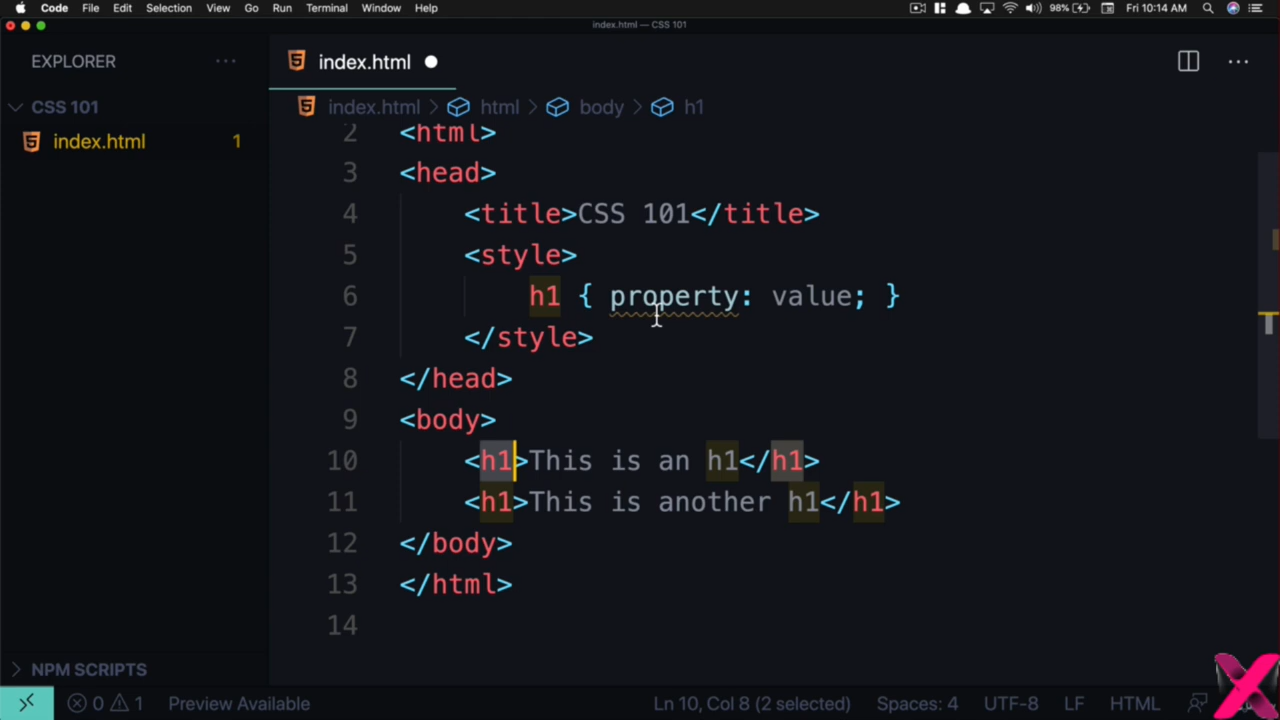 Code File Edit Selection View Go Run Terminal Window Help 98% Fri 10:14 AM
index.html — CSS 101
EXPLORER ···
index.html
CSS 101
index.html > html > body > h1
index.html 1
2 <html>
3 <head>
4 <title>CSS 101</title>
5 <style>
6 h1 { property: value; }
7 </style>
8 </head>
9 <body>
10 <h1>This is an h1</h1>
11 <h1>This is another h1</h1>
12 </body>
13 </html>
14
NPM SCRIPTS
0 1 Preview Available Ln 10, Col 8 (2 selected) Spaces: 4 UTF-8 LF HTML